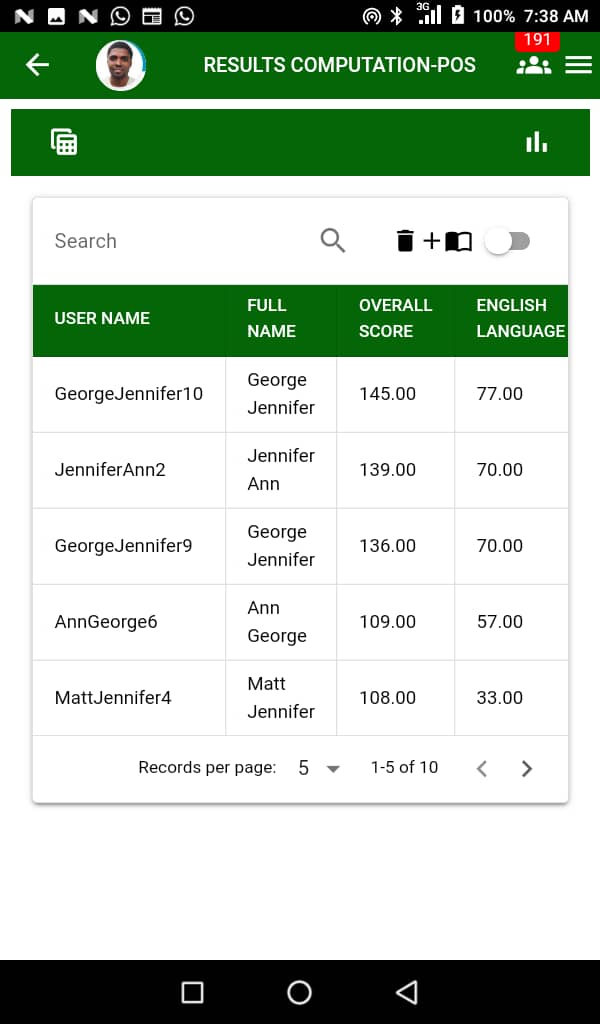 3G 100% 7:38 AM
191
RESULTS COMPUTATION-POS
Search
USER NAME FULL NAME OVERALL SCORE ENGLISH LANGUAGE
GeorgeJennifer10 George Jennifer 145.00 77.00
JenniferAnn2 Jennifer Ann 139.00 70.00
GeorgeJennifer9 George Jennifer 136.00 70.00
AnnGeorge6 Ann George 109.00 57.00
MattJennifer4 Matt Jennifer 108.00 33.00
Records per page: 5 1-5 of 10